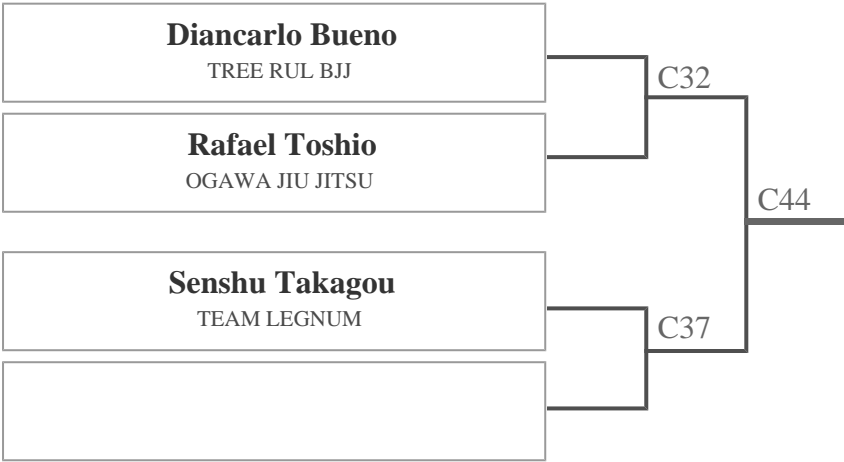 Diancarlo Bueno
TREE RUL BJJ
C32
Rafael Toshio
OGAWA JIU JITSU
C44
Senshu Takagou
TEAM LEGNUM
C37